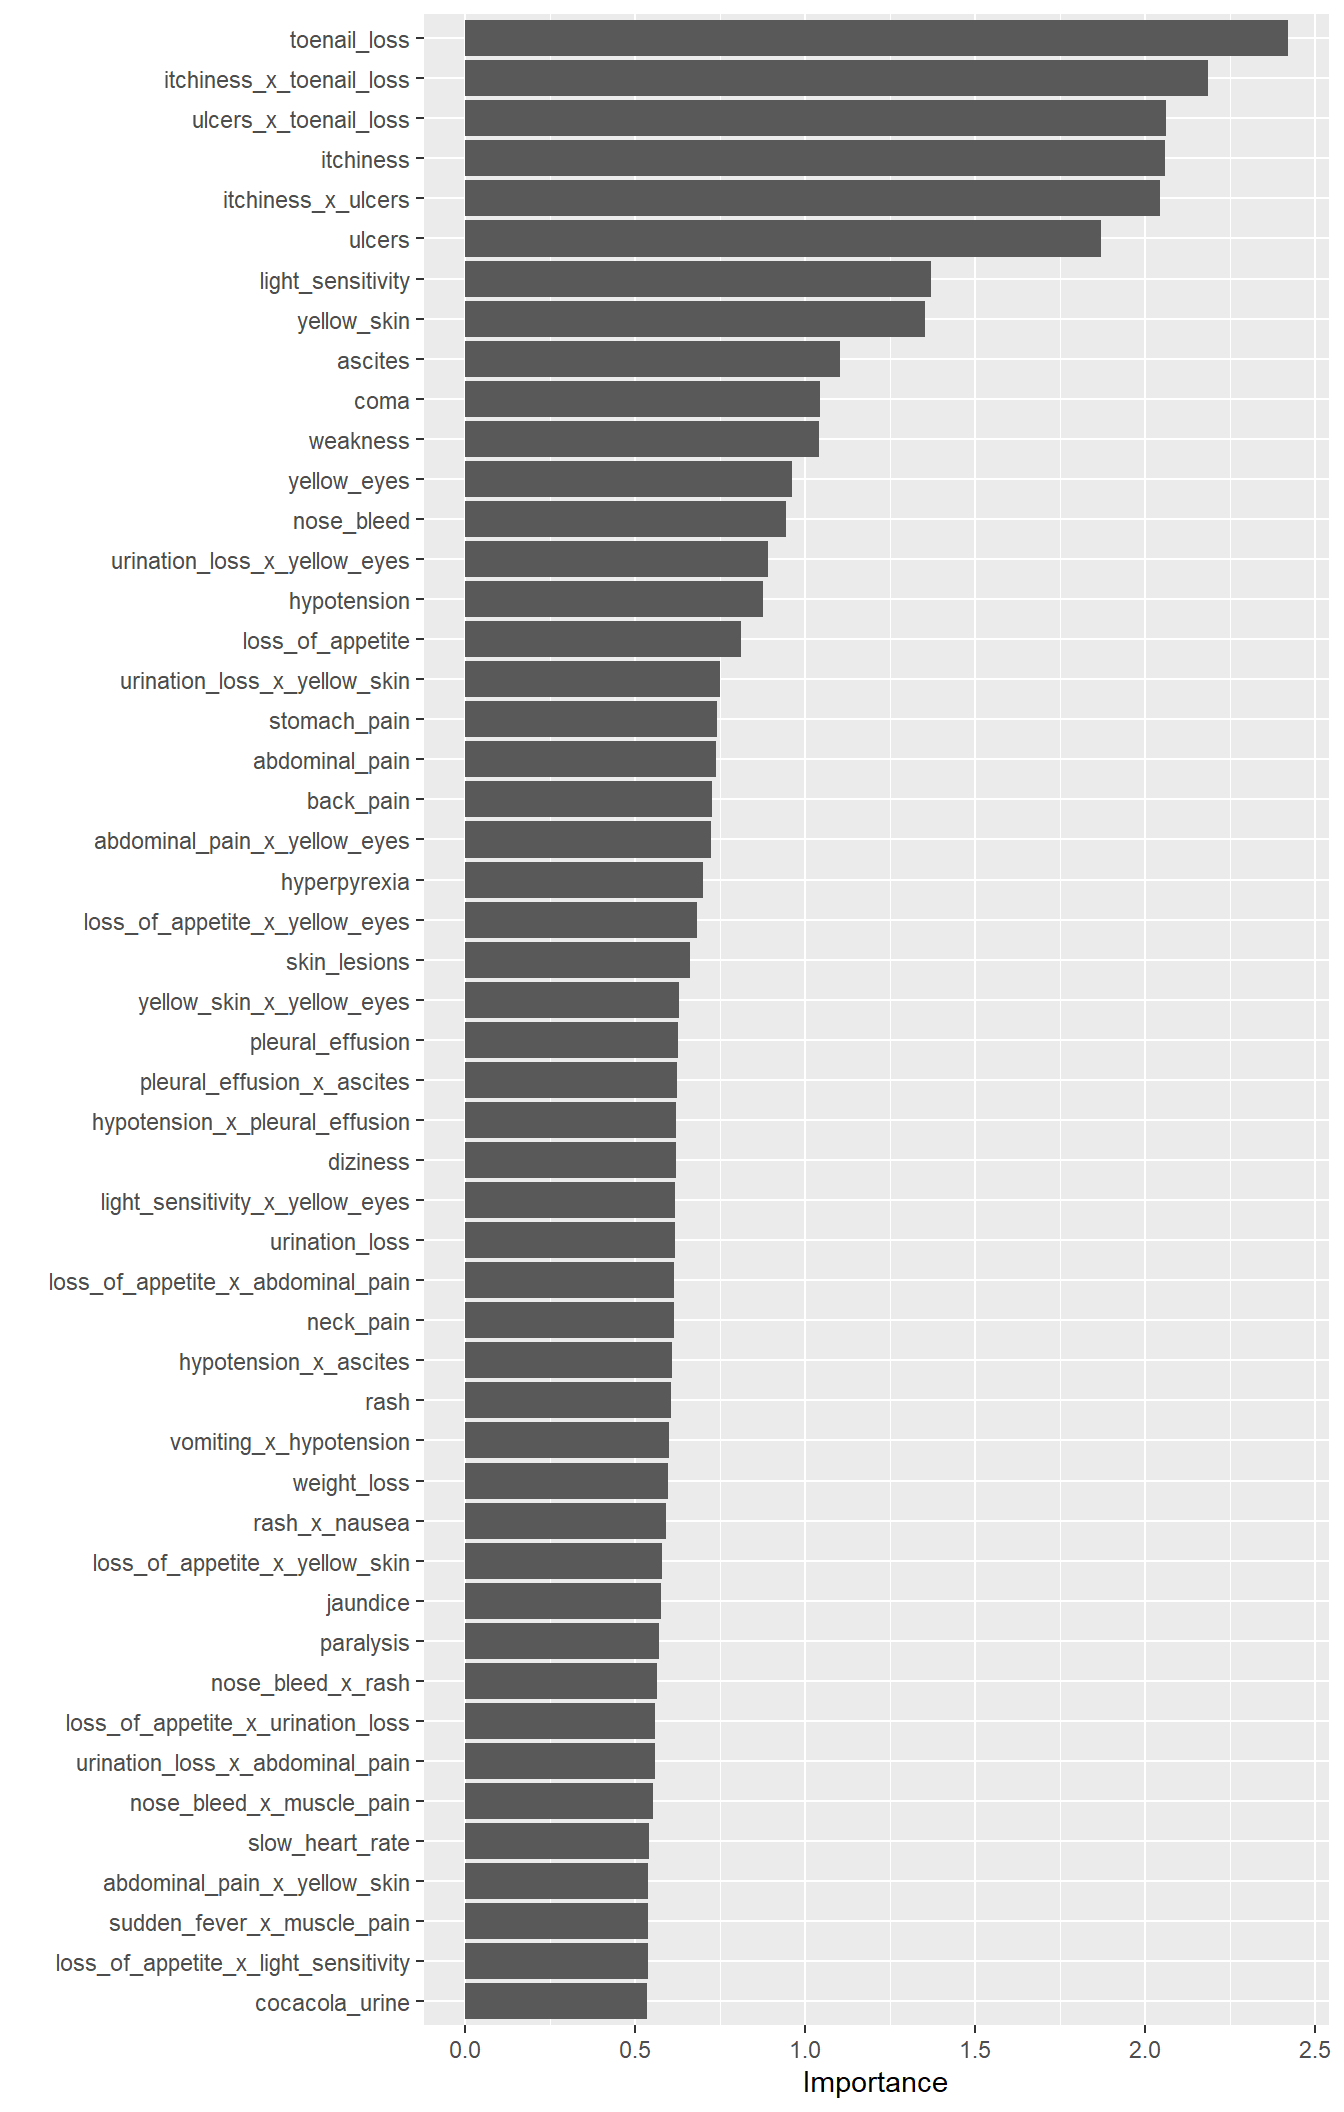 toenail_loss
itchiness_x_toenail_loss
ulcers_x_toenail_loss
itchiness
itchiness_x_ulcers
ulcers
light_sensitivity
yellow_skin
ascites
coma
weakness
yellow_eyes
nose_bleed
urination_loss_x_yellow_eyes
hypotension
loss_of_appetite
urination_loss_x_yellow_skin
stomach_pain
abdominal_pain
back_pain
abdominal_pain_x_yellow_eyes
hyperpyrexia
loss_of_appetite_x_yellow_eyes
skin_lesions
yellow_skin_x_yellow_eyes
pleural_effusion
pleural_effusion_x_ascites
hypotension_x_pleural_effusion
diziness
light_sensitivity_x_yellow_eyes
urination_loss
loss_of_appetite_x_abdominal_pain
neck_pain
hypotension_x_ascites
rash
vomiting_x_hypotension
weight_loss
rash_x_nausea
loss_of_appetite_x_yellow_skin
jaundice
paralysis
nose_bleed_x_rash
loss_of_appetite_x_urination_loss
urination_loss_x_abdominal_pain
nose_bleed_x_muscle_pain
slow_heart_rate
abdominal_pain_x_yellow_skin
sudden_fever_x_muscle_pain
loss_of_appetite_x_light_sensitivity
cocacola_urine
0.0 0.5 1.0 1.5 2.0 2.5
Importance